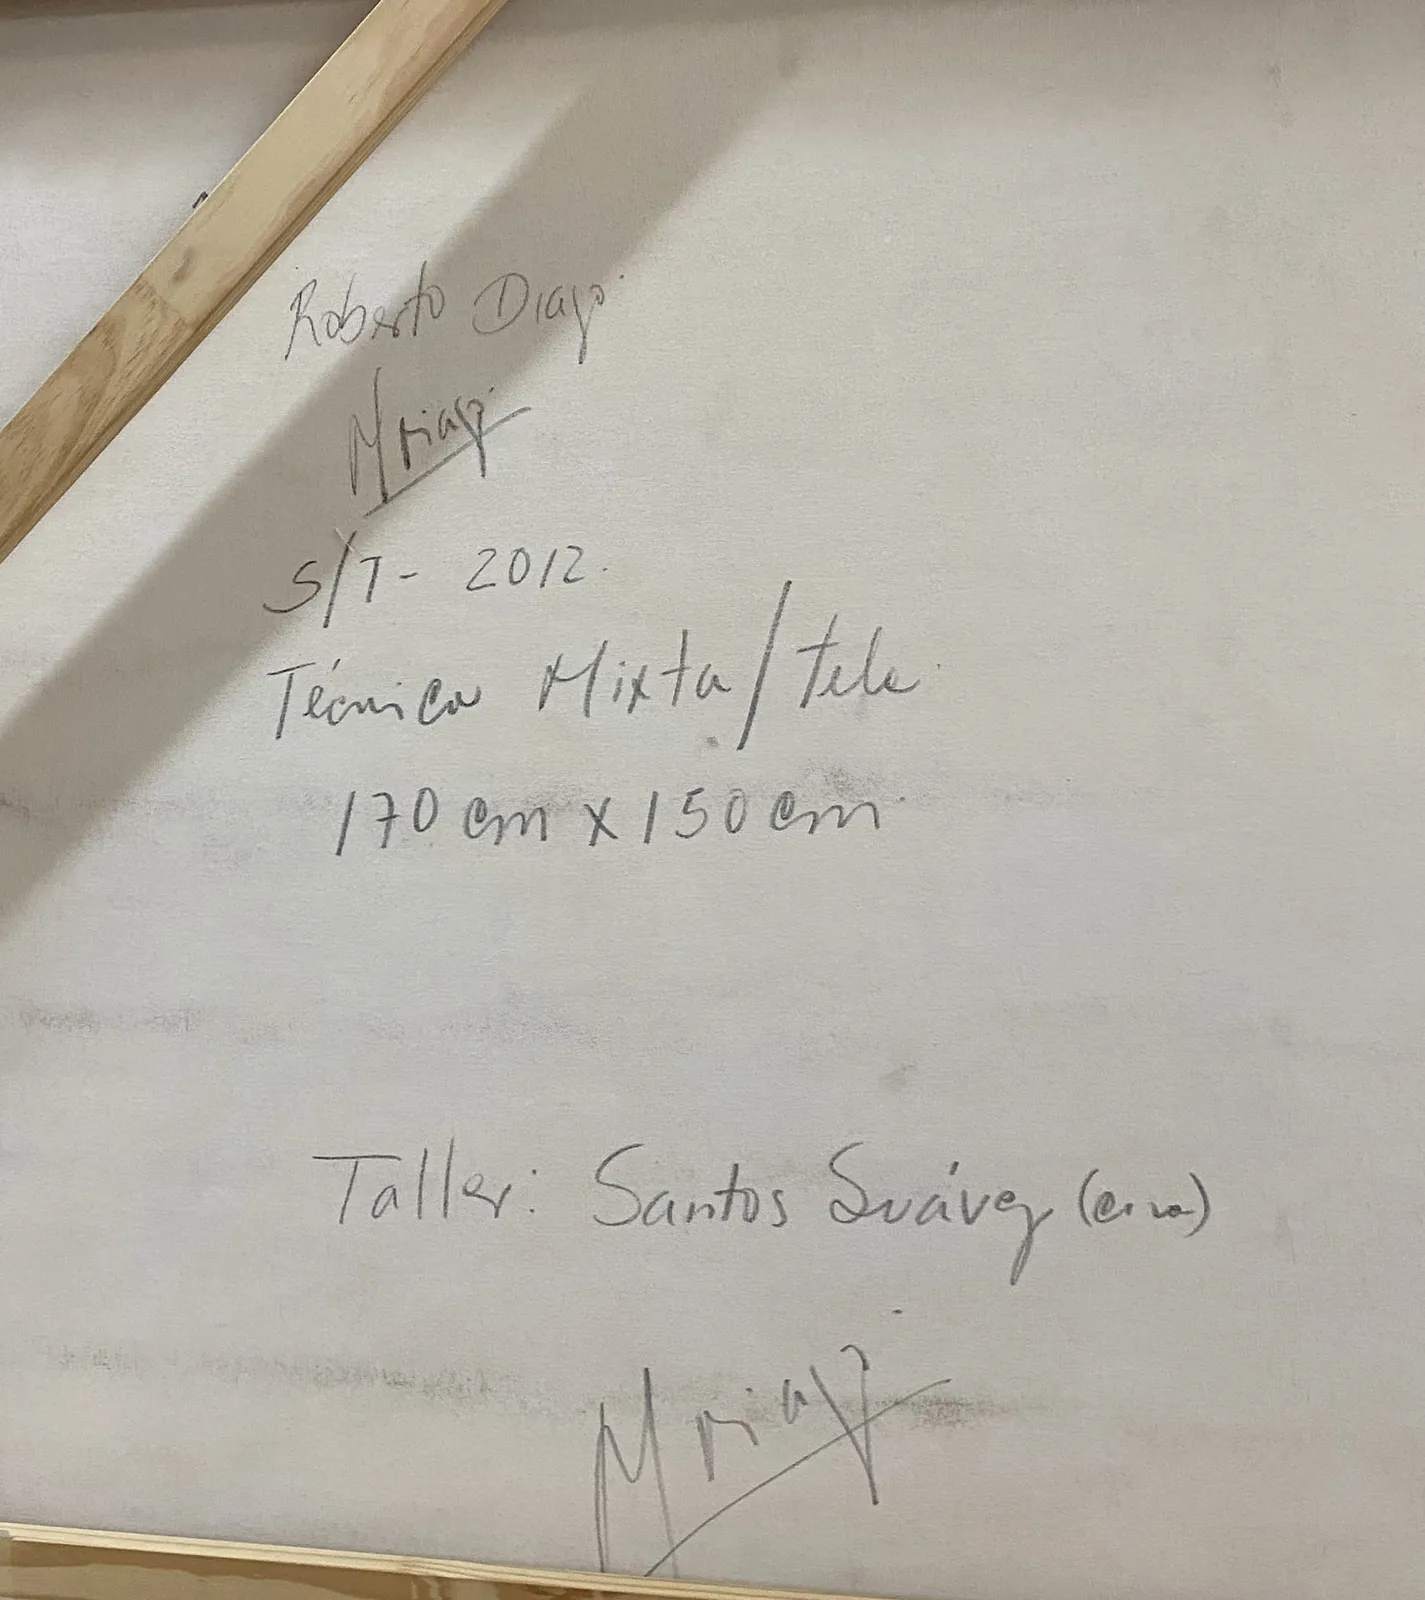 Roberto Diago
S/T - 2012.
Técnica Mixta/tela.
170 cm x 150 cm.
Taller: Santos Suárez